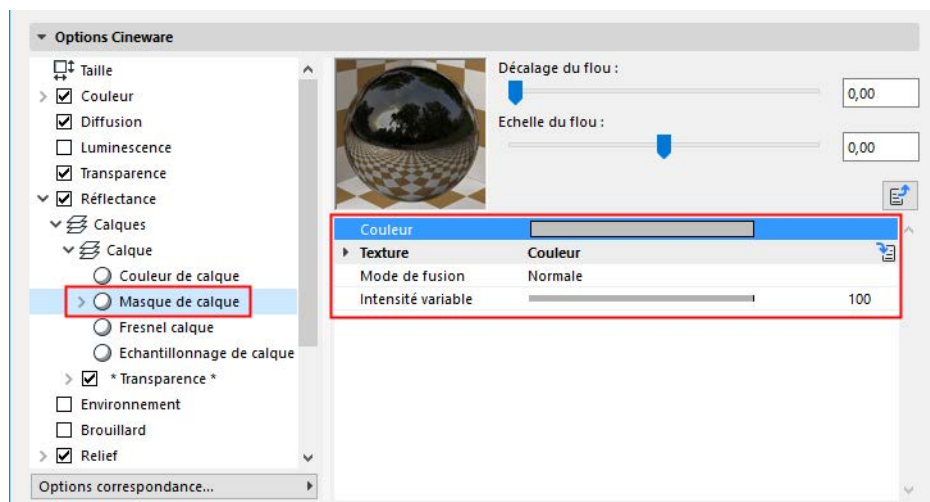 Options Cineware
Taille
Couleur
Diffusion
Luminescence
Transparence
Réflectance
Calques
Calque
Couleur de calque
Masque de calque
Fresnel calque
Echantillonnage de calque
* Transparence *
Environnement
Brouillard
Relief
Options correspondance...
Décalage du flou :
0,00
Echelle du flou :
0,00
Couleur
Texture Couleur
Mode de fusion Normale
Intensité variable 100